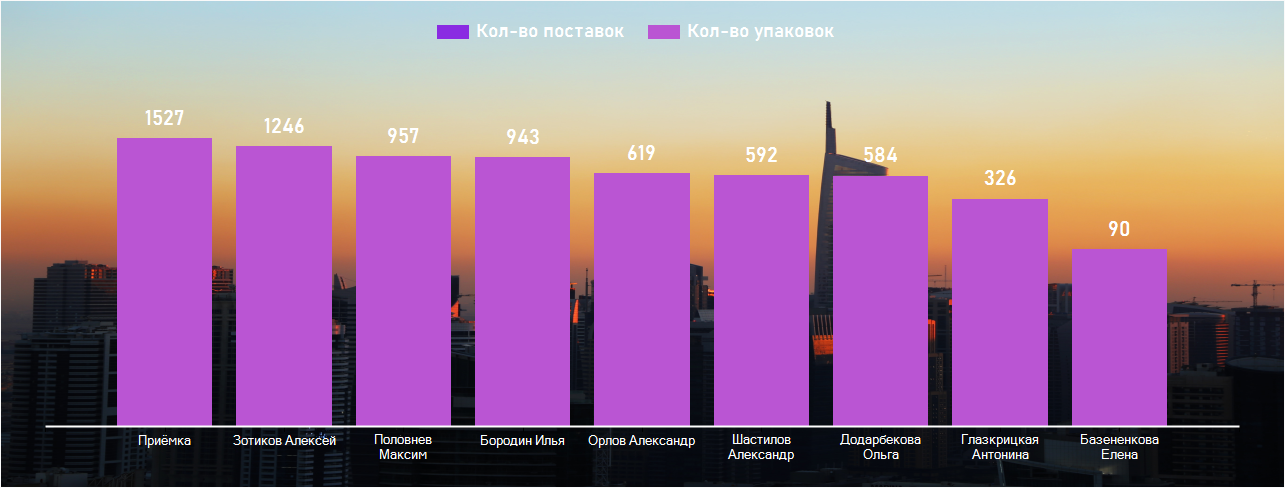 Кол-во поставок Кол-во упаковок
1527 1246 957 943 619 592 584 326 90
Приёмка Зотиков Алексей Половнев Максим Бородин Илья Орлов Александр Шастилов Александр Додарбекова Ольга Глазкрицкая Антонина Базененкова Елена